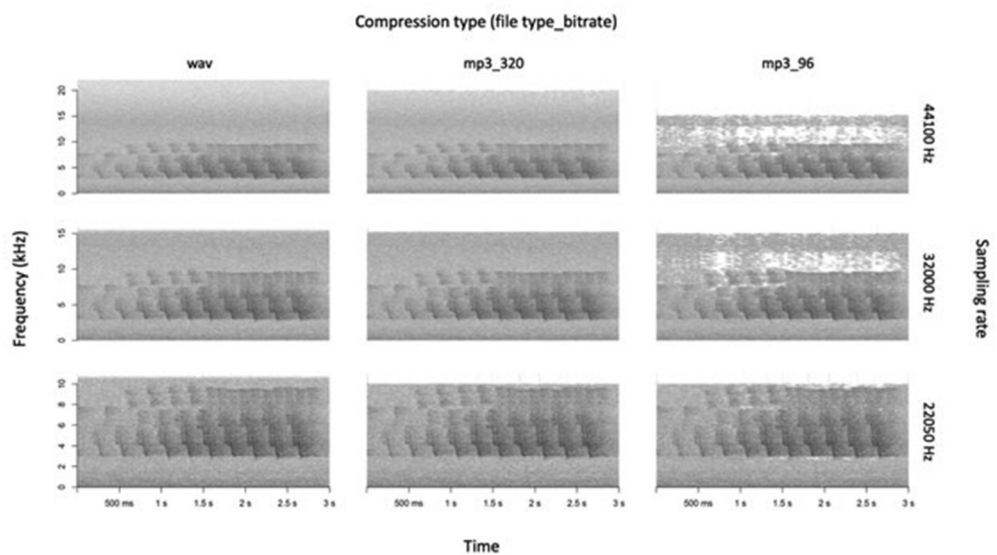 Compression type (file type_bitrate)
wav
mp3_320
mp3_96
20
15
10
5
0
44100 Hz
Frequency (kHz)
15
10
5
0
32000 Hz
Sampling rate
10
8
6
4
2
0
22050 Hz
500 ms 1 s 1.5 s 2 s 2.5 s 3 s
500 ms 1 s 1.5 s 2 s 2.5 s 3 s
500 ms 1 s 1.5 s 2 s 2.5 s 3 s
Time